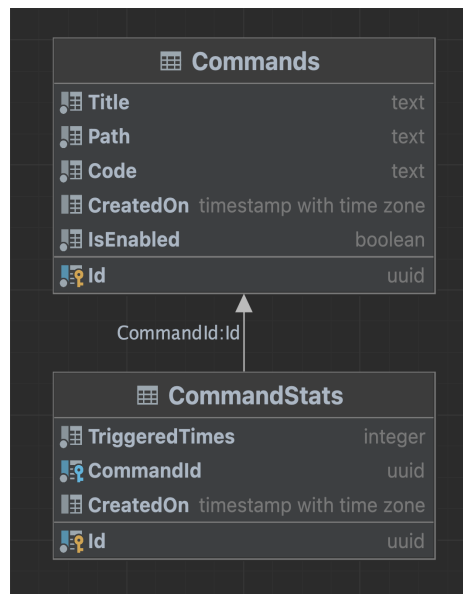 Commands
Title text
Path text
Code text
CreatedOn timestamp with time zone
IsEnabled boolean
Id uuid
CommandId:Id
CommandStats
TriggeredTimes integer
CommandId uuid
CreatedOn timestamp with time zone
Id uuid